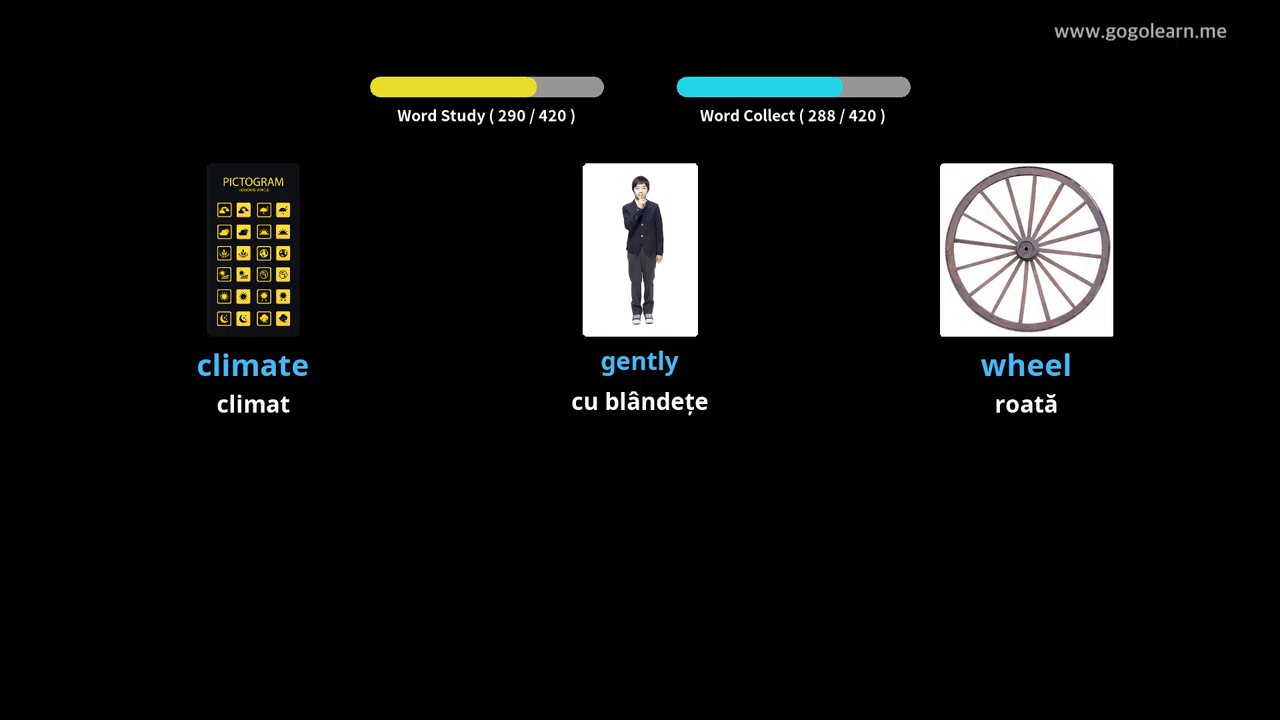 www.gogolearn.me
Word Study ( 290 / 420 )
Word Collect ( 288 / 420 )
PICTOGRAM
climate
climat
gently
cu blândețe
wheel
roată